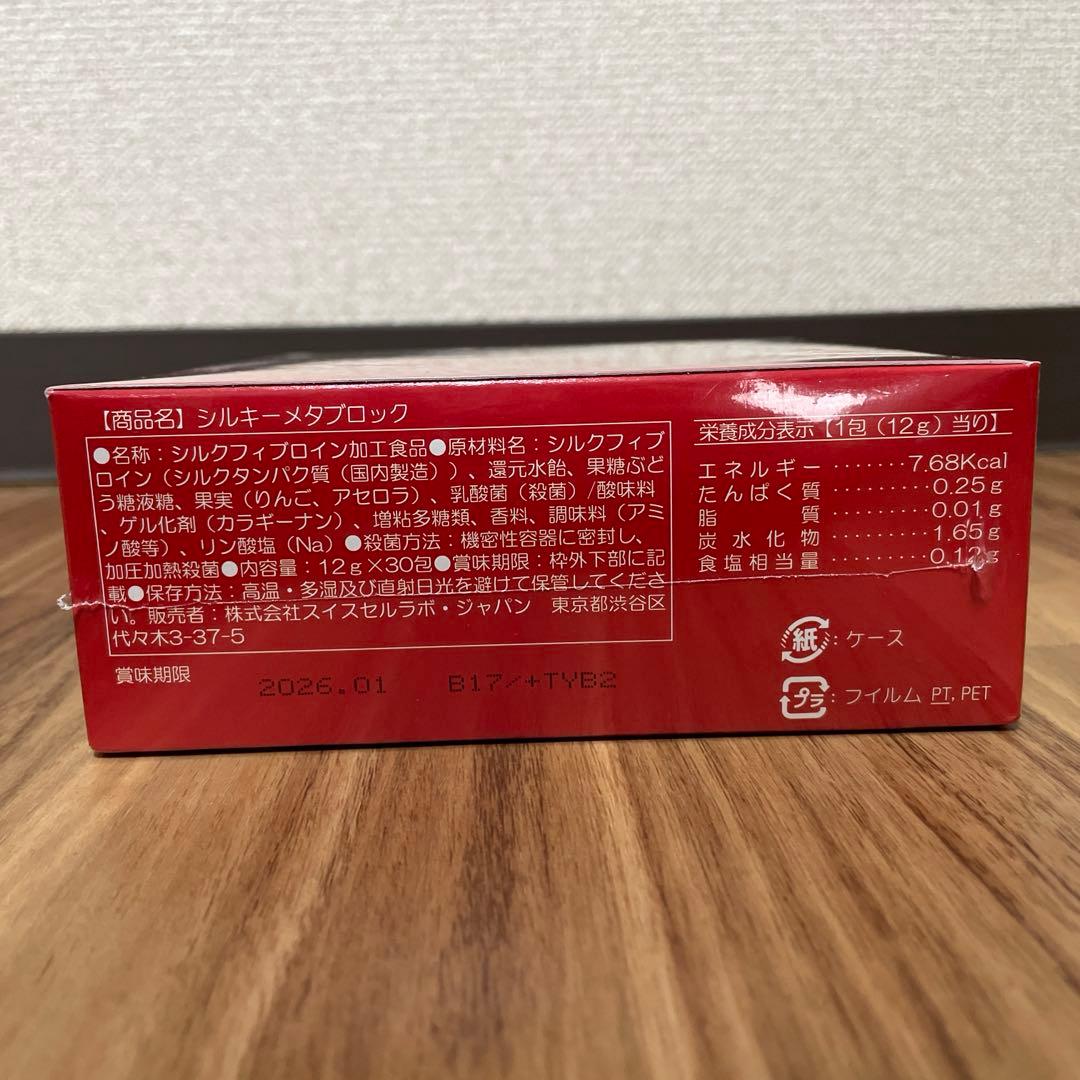 【商品名】シルキーメタブロック
●名称：シルクフィブロイン加工食品●原材料名：シルクフィブ
ロイン（シルクタンパク質（国内製造））、還元水飴、果糖ぶど
う糖液糖、果実（りんご、アセロラ）、乳酸菌（殺菌）/酸味料
、ゲル化剤（カラギーナン）、増粘多糖類、香料、調味料（アミ
ノ酸等）、リン酸塩（Na）●殺菌方法：機密性容器に密封し、
加圧加熱殺菌●内容量：12g×30包●賞味期限：枠外下部に記
載●保存方法：高温・多湿及び直射日光を避けて保管してくださ
い。販売者：株式会社スイスセルラボ・ジャパン　東京都渋谷区
代々木3-37-5
賞味期限
2026.01 B17/+TYB2
栄養成分表示【1包（12g）当り】
エネルギー ･･･････7.68Kcal
たんぱく質 ･････････0.25g
脂質 ･････････0.01g
炭水化物 ･････････1.65g
食塩相当量 ････････0.12g
紙：ケース
プラ：フイルム PT, PET